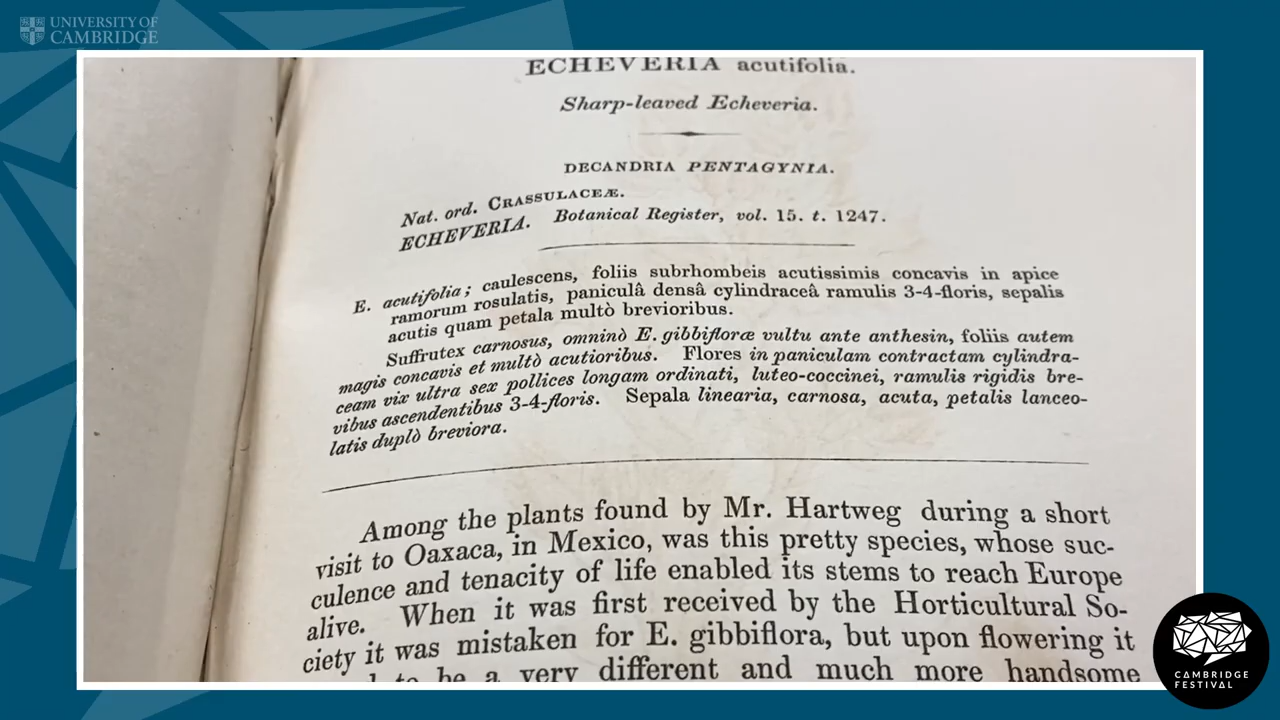 UNIVERSITY OF
CAMBRIDGE
ECHEVERIA acutifolia.
Sharp-leaved Echeveria.
DECANDRIA PENTAGYNIA.
Nat. ord. CRASSULACEÆ.
ECHEVERIA. Botanical Register, vol. 15. t. 1247.
E. acutifolia; caulescens, foliis subrhombeis acutissimis concavis in apice
ramorum rosulatis, paniculâ densâ cylindraceâ ramulis 3-4-floris, sepalis
acutis quam petala multò brevioribus.
Suffrutex carnosus, omninò E. gibbifloræ vultu ante anthesin, foliis autem
magis concavis et multò acutioribus. Flores in paniculam contractam cylindra-
ceam vix ultra sex pollices longam ordinati, luteo-coccinei, ramulis rigidis bre-
vibus ascendentibus 3-4-floris. Sepala linearia, carnosa, acuta, petalis lanceo-
latis duplò breviora.
Among the plants found by Mr. Hartweg during a short
visit to Oaxaca, in Mexico, was this pretty species, whose suc-
culence and tenacity of life enabled its stems to reach Europe
alive. When it was first received by the Horticultural So-
ciety it was mistaken for E. gibbiflora, but upon flowering it
to be a very different and much more handsome
CAMBRIDGE
FESTIVAL